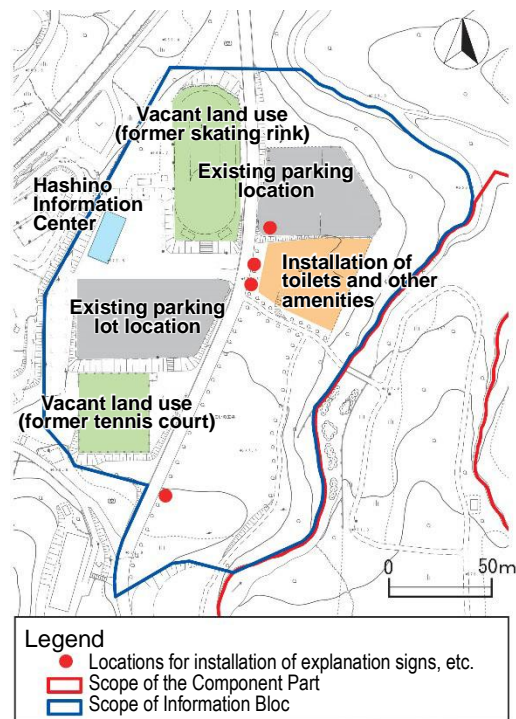 Vacant land use
(former skating rink)
Existing parking
location
Hashino
Information
Center
Installation of
toilets and other
amenities
Existing parking
lot location
Vacant land use
(former tennis court)
0 50m
Legend
Locations for installation of explanation signs, etc.
Scope of the Component Part
Scope of Information Bloc